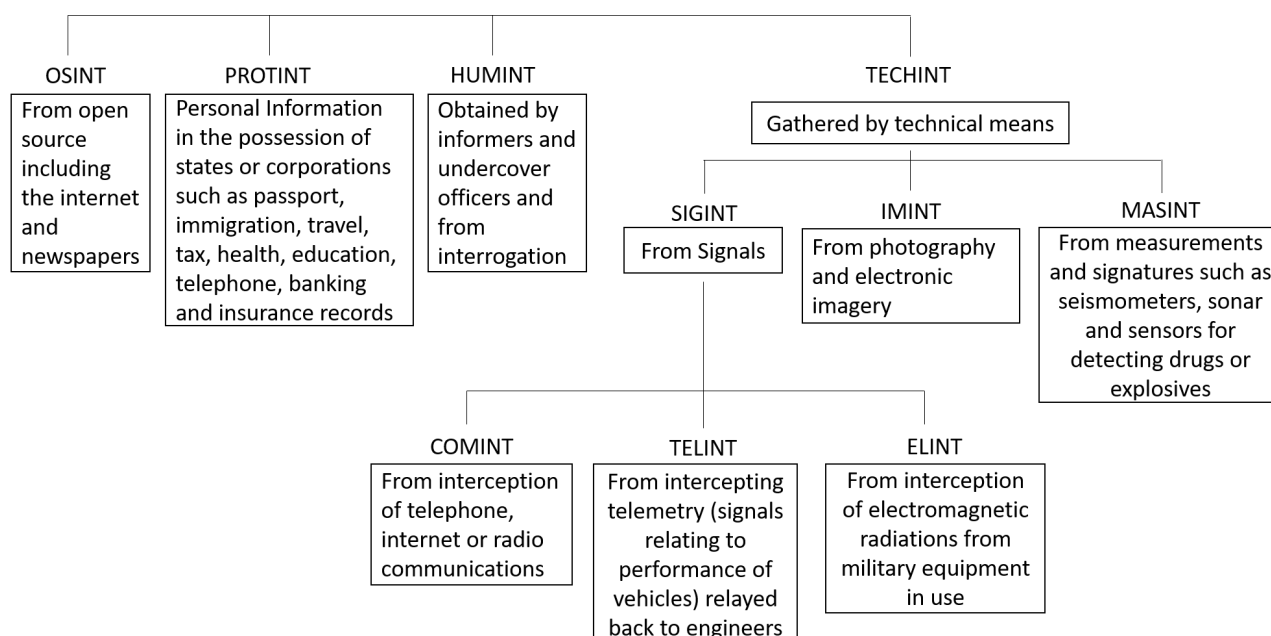 OSINT
From open
source
including
the internet
and
newspapers
PROTINT
Personal Information
in the possession of
states or corporations
such as passport,
immigration, travel,
tax, health, education,
telephone, banking
and insurance records
HUMINT
Obtained by
informers and
undercover
officers and
from
interrogation
TECHINT
Gathered by technical means
SIGINT
From Signals
IMINT
From photography
and electronic
imagery
MASINT
From measurements
and signatures such as
seismometers, sonar
and sensors for
detecting drugs or
explosives
COMINT
From interception
of telephone,
internet or radio
communications
TELINT
From intercepting
telemetry (signals
relating to
performance of
vehicles) relayed
back to engineers
ELINT
From interception
of electromagnetic
radiations from
military equipment
in use